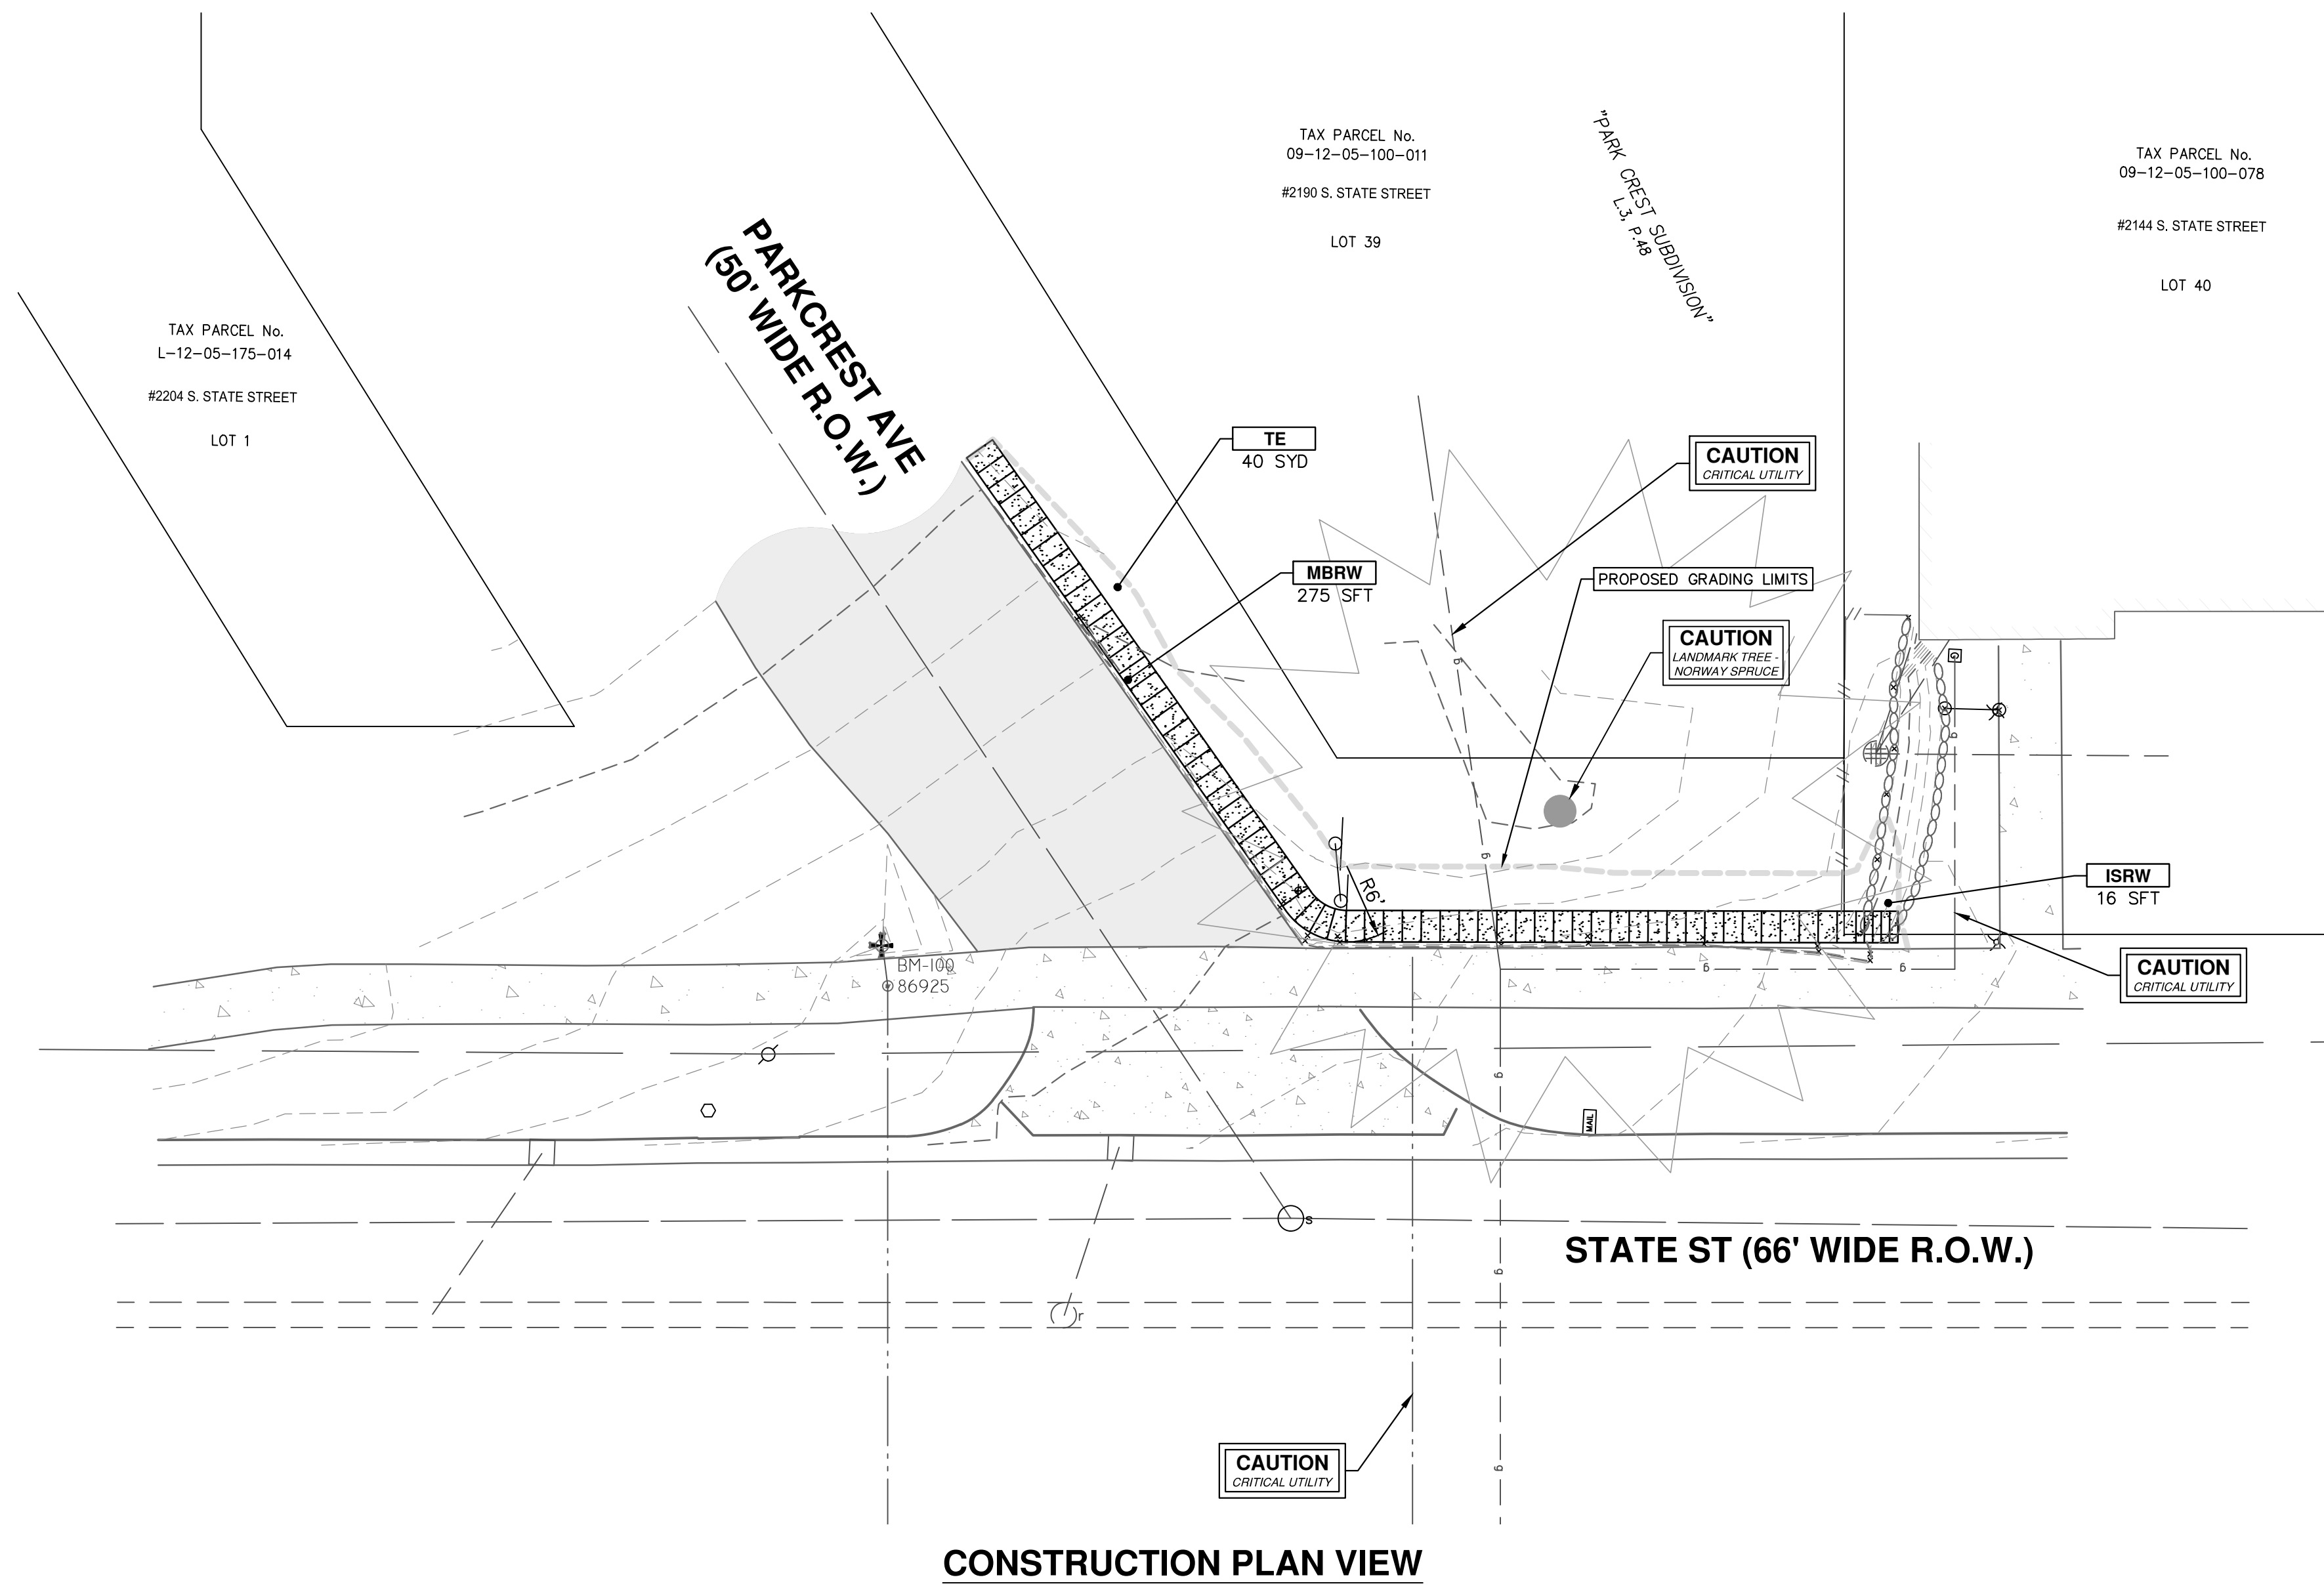 TAX PARCEL No.
09-12-05-100-011
#2190 S. STATE STREET
LOT 39
"PARK CREST SUBDIVISION"
L.3, P.48
TAX PARCEL No.
09-12-05-100-078
#2144 S. STATE STREET
LOT 40
TAX PARCEL No.
L-12-05-175-014
#2204 S. STATE STREET
LOT 1
PARKCREST AVE
(50' WIDE R.O.W.)
TE
40 SYD
CAUTION
CRITICAL UTILITY
MBRW
275 SFT
PROPOSED GRADING LIMITS
CAUTION
LANDMARK TREE -
NORWAY SPRUCE
G
g
g
g
R6'
ISRW
16 SFT
BM-100
86925
g
g
CAUTION
CRITICAL UTILITY
g
MAIL
s
STATE ST (66' WIDE R.O.W.)
g
r
CAUTION
CRITICAL UTILITY
g
CONSTRUCTION PLAN VIEW